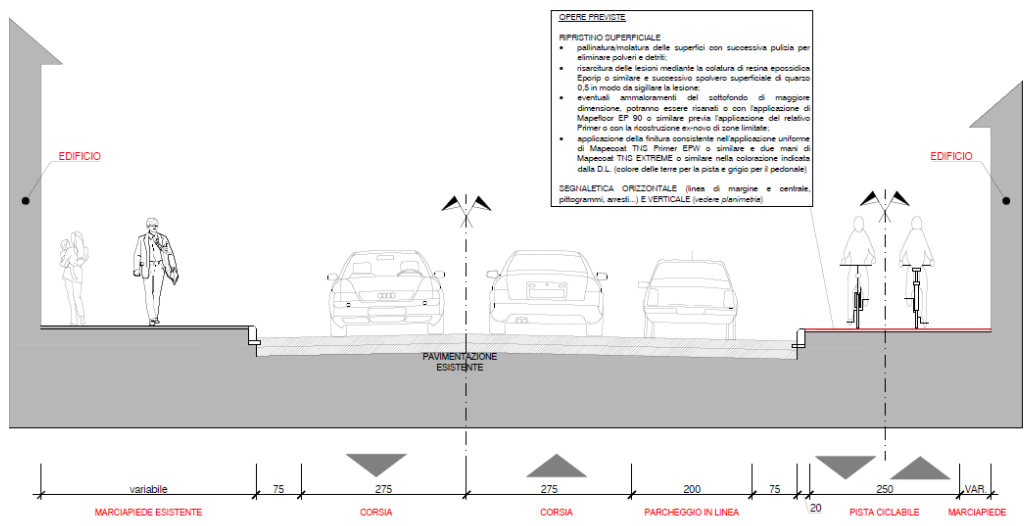 OPERE PREVISTE
RIPRISTINO SUPERFICIALE
• pallinatura/molatura delle superfici con successiva pulizia per
eliminare polveri e detriti;
• risarcitura delle lesioni mediante la colatura di resina epossidica
Eporip o similare e successivo spolvero superficiale di quarzo
0,5 in modo da sigillare la lesione;
• eventuali ammaloramenti del sottofondo di maggiore
dimensione, potranno essere risanati o con l'applicazione di
Mapefloor EP 90 o similare previa l'applicazione del relativo
Primer o con la ricostruzione ex-novo di zone limitate;
• applicazione della finitura consistente nell'applicazione uniforme
di Mapecoat TNS Primer EPW o similare e due mani di
Mapecoat TNS EXTREME o similare nella colorazione indicata
dalla D.L. (colore delle terre per la pista e grigio per il pedonale)
SEGNALETICA ORIZZONTALE (linea di margine e centrale,
pittogrammi, arresti...) E VERTICALE (vedere planimetria)
EDIFICIO
EDIFICIO
PAVIMENTAZIONE
ESISTENTE
variabile
75
275
275
200
75
20
250
VAR.
MARCIAPIEDE ESISTENTE
CORSIA
CORSIA
PARCHEGGIO IN LINEA
PISTA CICLABILE
MARCIAPIEDE